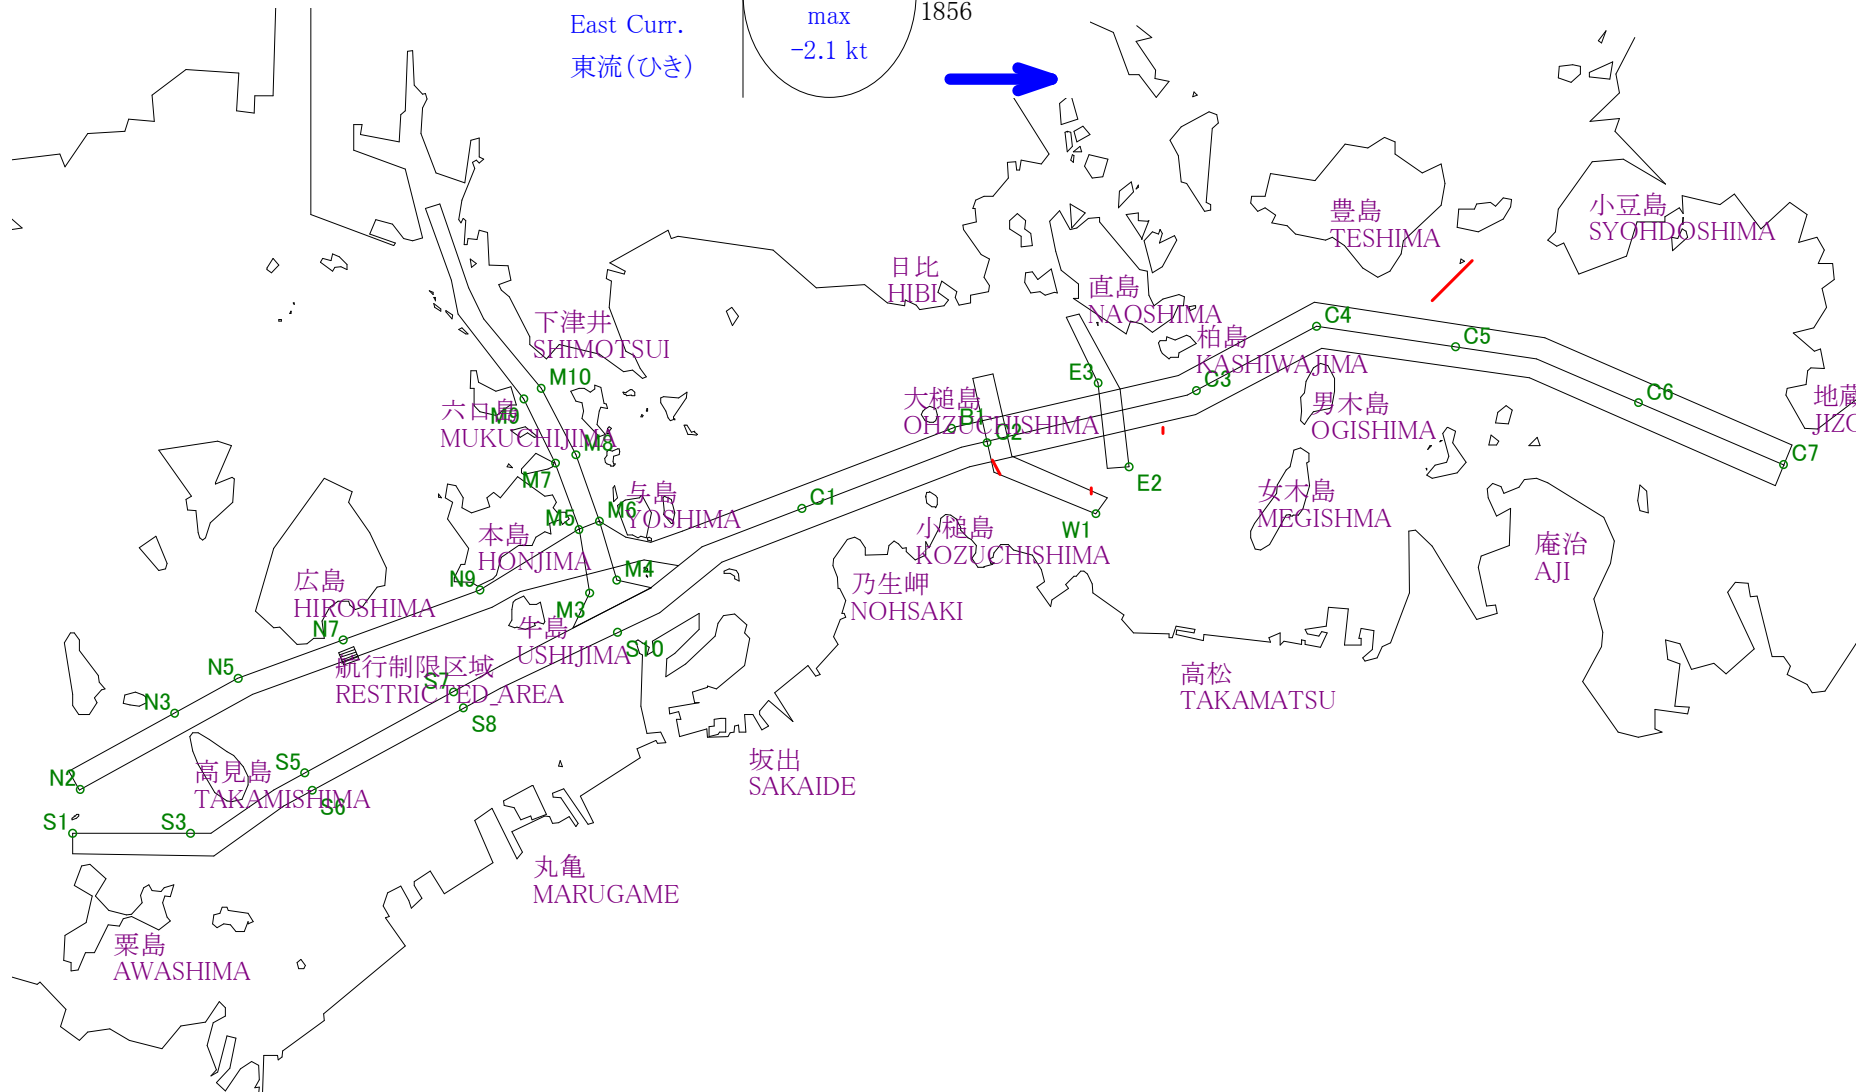 East Curr.
東流(ひき)
max
-2.1 kt
1856
豊島
TESHIMA
小豆島
SYOHDOSHIMA
日比
HIBI
直島
NAOSHIMA
下津井
SHIMOTSUI
柏島
KASHIWAJIMA
C4
C5
M10
E3
C3
C6
地蔵
六口島
M9
MUKUCHIJIMA
大槌島
OHZUCHISHIMA
B1
C2
男木島
OGISHIMA
JIZO
M8
M7
C7
E2
与島
YOSHIMA
C1
女木島
MEGISHMA
M5
M6
W1
本島
HONJIMA
小槌島
KOZUCHISHIMA
庵治
AJI
広島
HIROSHIMA
N9
M4
M3
乃生岬
NOHSAKI
N7
牛島
USHIJIMA
S10
航行制限区域
RESTRICTED_AREA
N5
S7
N3
S8
高松
TAKAMATSU
N2
高見島
TAKAMISHIMA
S5
S6
坂出
SAKAIDE
S1
S3
丸亀
MARUGAME
粟島
AWASHIMA